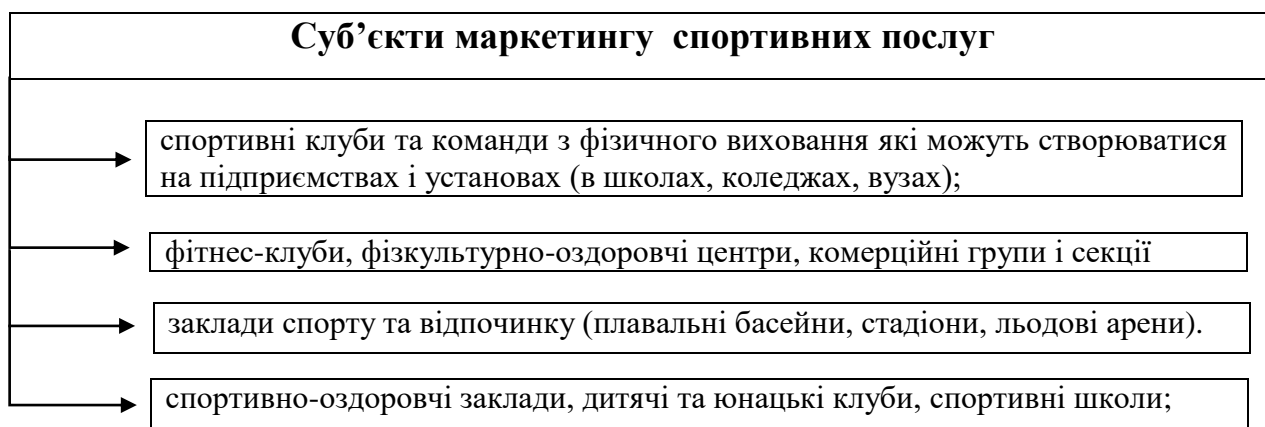 Суб’єкти маркетингу спортивних послуг
спортивні клуби та команди з фізичного виховання які можуть створюватися
на підприємствах і установах (в школах, коледжах, вузах);
фітнес-клуби, фізкультурно-оздоровчі центри, комерційні групи і секції
заклади спорту та відпочинку (плавальні басейни, стадіони, льодові арени).
спортивно-оздоровчі заклади, дитячі та юнацькі клуби, спортивні школи;